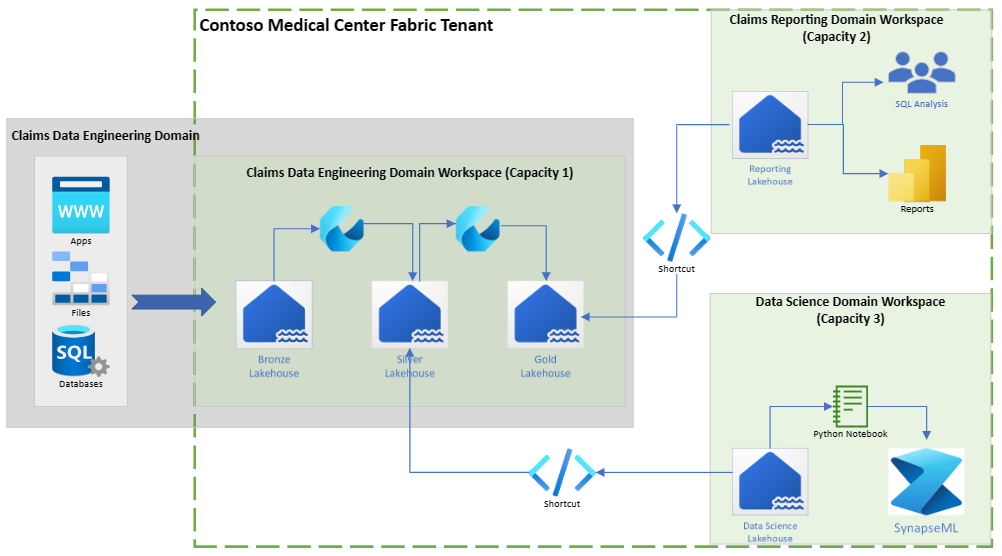 Contoso Medical Center Fabric Tenant
Claims Data Engineering Domain
WWW
Apps
Files
SQL
Databases
Claims Data Engineering Domain Workspace (Capacity 1)
Bronze
Lakehouse
Silver
Lakehouse
Gold
Lakehouse
Shortcut
Shortcut
Claims Reporting Domain Workspace
(Capacity 2)
Reporting
Lakehouse
SQL Analysis
Reports
Data Science Domain Workspace
(Capacity 3)
Python Notebook
Data Science
Lakehouse
SynapseML